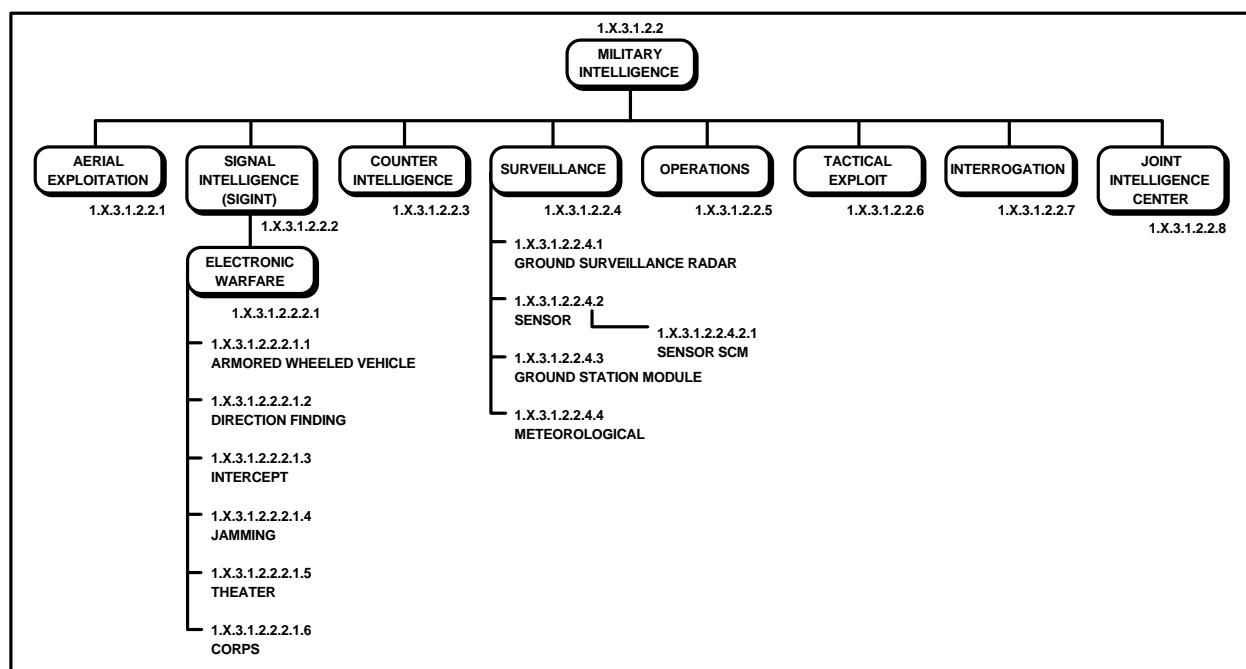 1.X.3.1.2.2
MILITARY
INTELLIGENCE
AERIAL
EXPLOITATION
1.X.3.1.2.2.1
SIGNAL
INTELLIGENCE
(SIGINT)
1.X.3.1.2.2.2
COUNTER
INTELLIGENCE
1.X.3.1.2.2.3
SURVEILLANCE
1.X.3.1.2.2.4
OPERATIONS
1.X.3.1.2.2.5
TACTICAL
EXPLOIT
1.X.3.1.2.2.6
INTERROGATION
1.X.3.1.2.2.7
JOINT
INTELLIGENCE
CENTER
1.X.3.1.2.2.8
ELECTRONIC
WARFARE
1.X.3.1.2.2.2.1
1.X.3.1.2.2.2.1.1
ARMORED WHEELED VEHICLE
1.X.3.1.2.2.2.1.2
DIRECTION FINDING
1.X.3.1.2.2.2.1.3
INTERCEPT
1.X.3.1.2.2.2.1.4
JAMMING
1.X.3.1.2.2.2.1.5
THEATER
1.X.3.1.2.2.2.1.6
CORPS
1.X.3.1.2.2.4.1
GROUND SURVEILLANCE RADAR
1.X.3.1.2.2.4.2
SENSOR
1.X.3.1.2.2.4.2.1
SENSOR SCM
1.X.3.1.2.2.4.3
GROUND STATION MODULE
1.X.3.1.2.2.4.4
METEOROLOGICAL